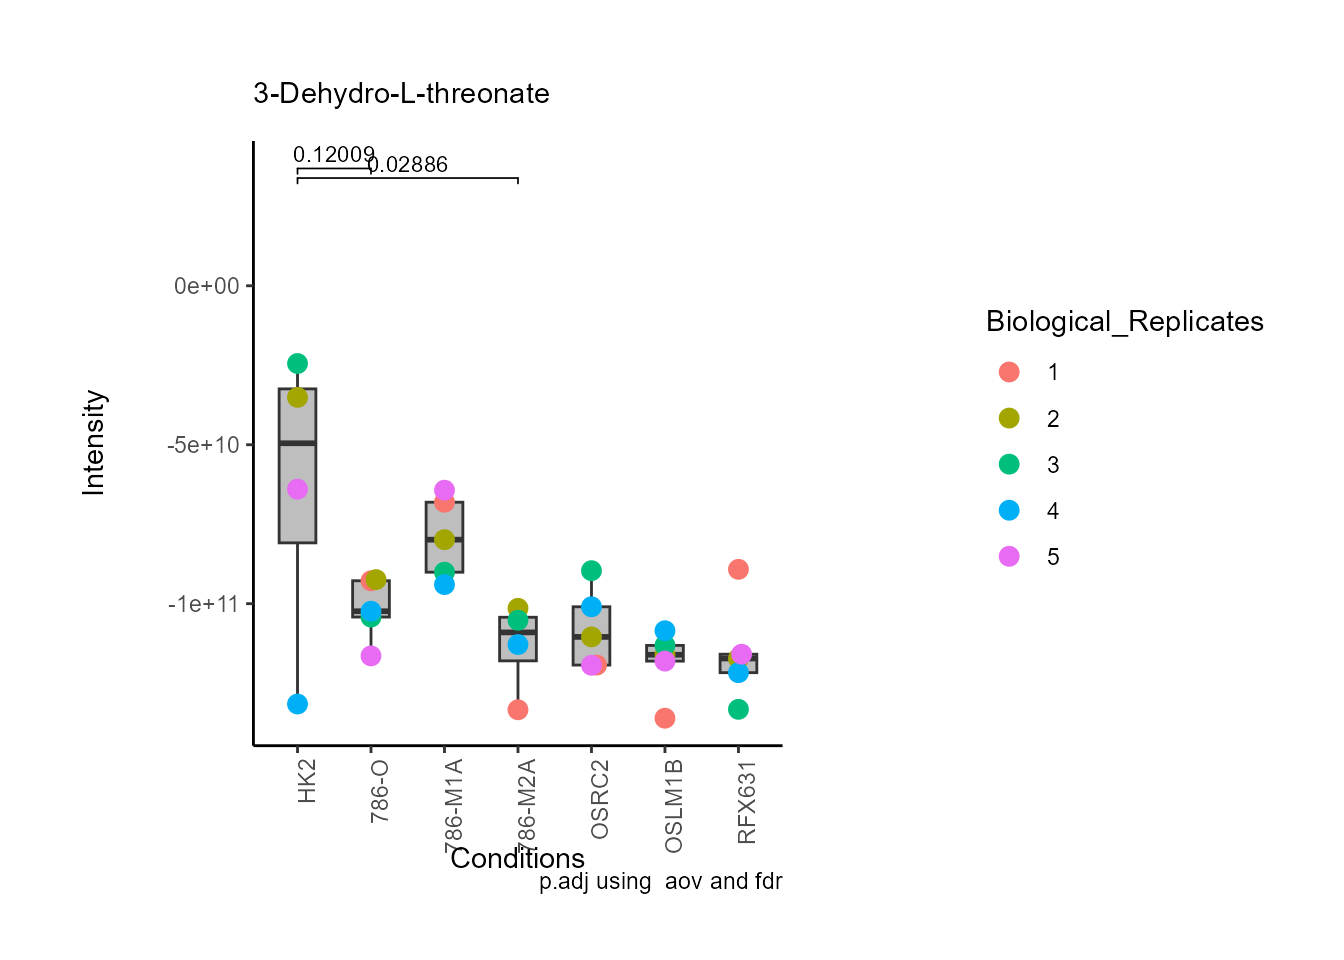 3-Dehydro-L-threonate
0.12009
0.02886
0e+00
-5e+10
-1e+11
Intensity
HK2
786-O
786-M1A
786-M2A
OSRC2
OSLM1B
RFX631
Conditions
p.adj using  aov and fdr
Biological_Replicates
1
2
3
4
5